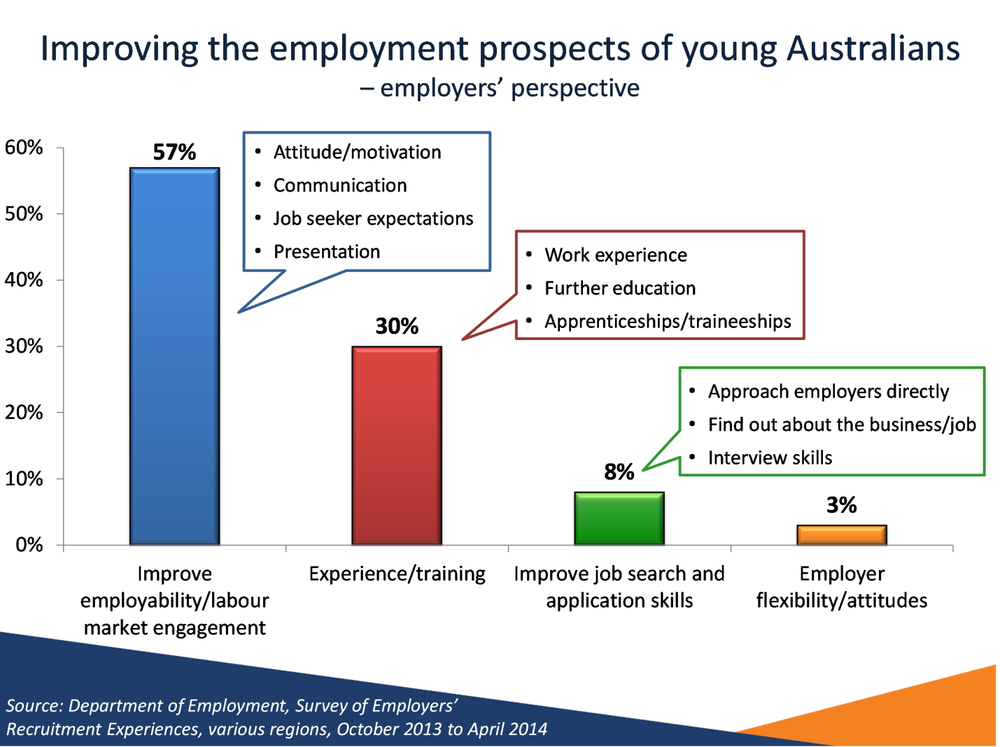 Improving the employment prospects of young Australians
– employers’ perspective
60%
50%
40%
30%
20%
10%
0%
57%
• Attitude/motivation
• Communication
• Job seeker expectations
• Presentation
30%
• Work experience
• Further education
• Apprenticeships/traineeships
8%
• Approach employers directly
• Find out about the business/job
• Interview skills
3%
Improve
employability/labour
market engagement
Experience/training
Improve job search and
application skills
Employer
flexibility/attitudes
Source: Department of Employment, Survey of Employers’
Recruitment Experiences, various regions, October 2013 to April 2014